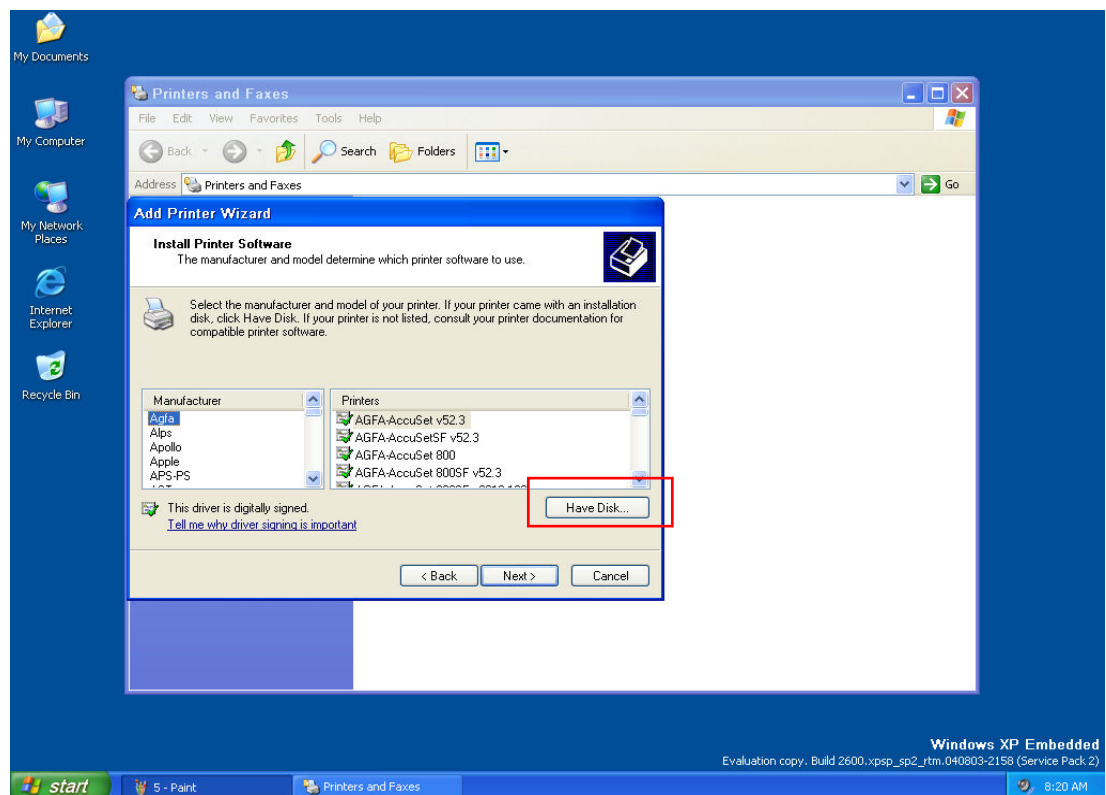 My Documents
My Computer
My Network
Places
Internet
Explorer
Recycle Bin
Printers and Faxes
File Edit View Favorites Tools Help
Back Search Folders
Address Printers and Faxes Go
Add Printer Wizard
Install Printer Software
The manufacturer and model determine which printer software to use.
Select the manufacturer and model of your printer. If your printer came with an installation
disk, click Have Disk. If your printer is not listed, consult your printer documentation for
compatible printer software.
Manufacturer
Agfa
Alps
Apollo
Apple
APS-PS
Printers
AGFA-AccuSet v52.3
AGFA-AccuSetSF v52.3
AGFA-AccuSet 800
AGFA-AccuSet 800SF v52.3
This driver is digitally signed.
Tell me why driver signing is important
Have Disk...
< Back Next > Cancel
Windows XP Embedded
Evaluation copy. Build 2600.xpsp_sp2_rtm.040803-2158 (Service Pack 2)
start 5 - Paint Printers and Faxes 8:20 AM